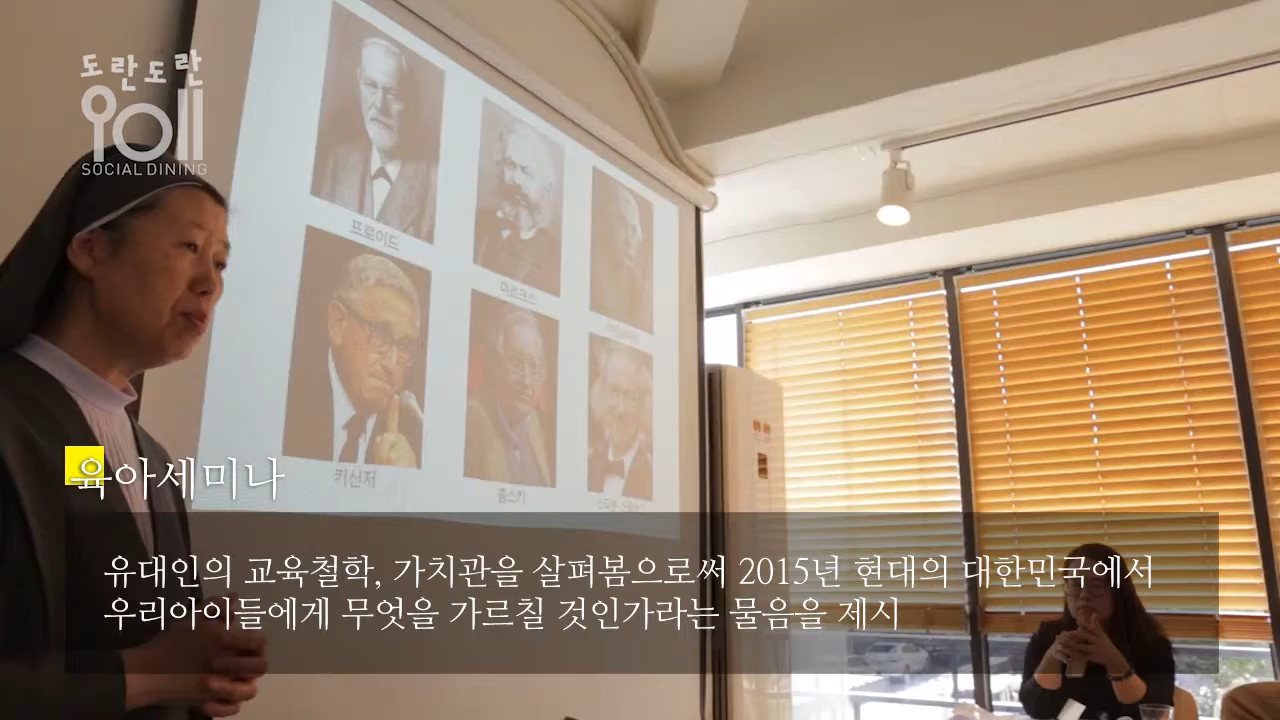 도란도란
yolli
SOCIAL DINING
프로이드
키신저
촘스키
육아세미나
유대인의 교육철학, 가치관을 살펴봄으로써 2015년 현대의 대한민국에서
우리아이들에게 무엇을 가르칠 것인가라는 물음을 제시